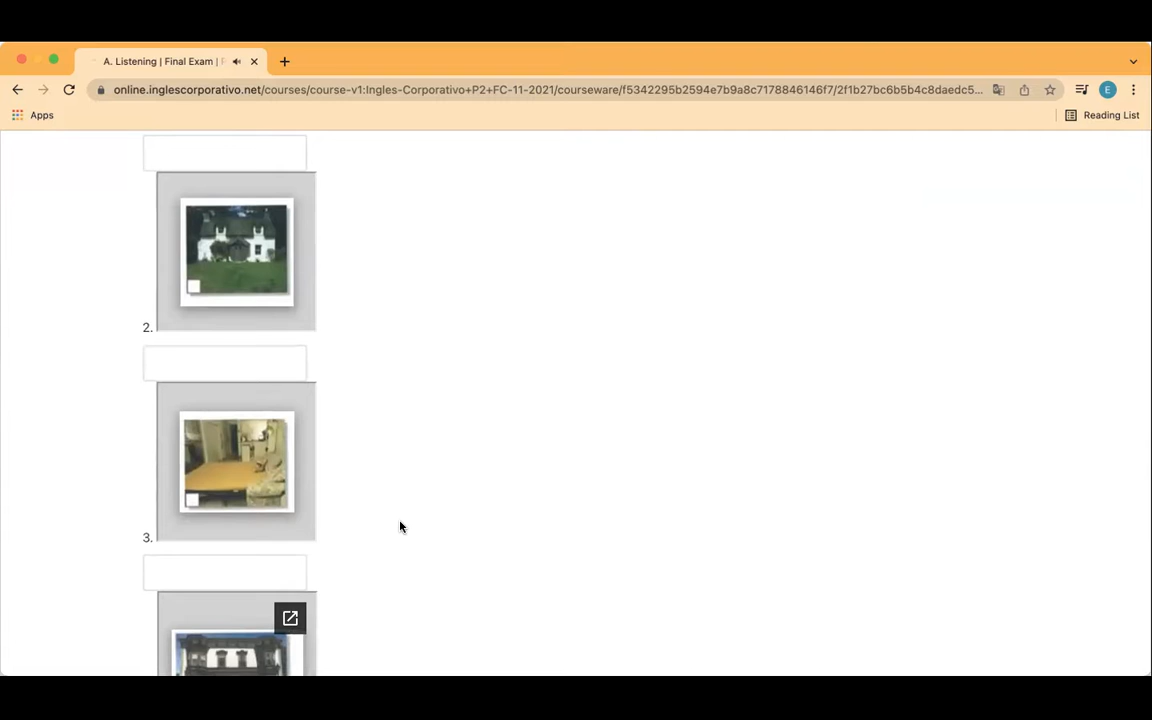 A. Listening | Final Exam |
online.inglescorporativo.net/courses/course-v1:Ingles-Corporativo+P2+FC-11-2021/courseware/f5342295b2594e7b9a8c7178846146f7/2f1b27bc6b5b4c8daedc5...
E
Apps
Reading List
2.
3.